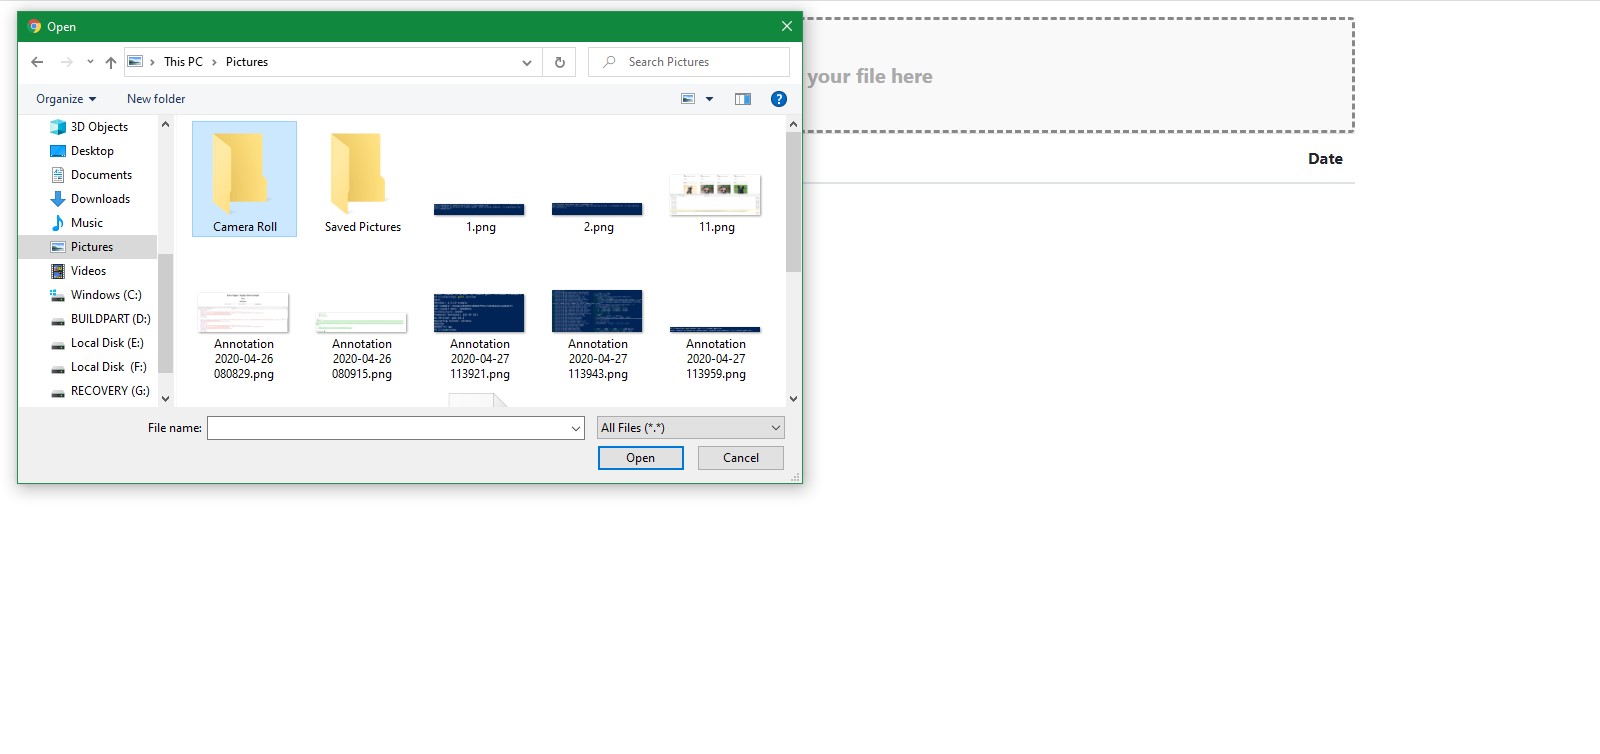 Open
This PC
Pictures
Search Pictures
Organize
New folder
?
3D Objects
Desktop
Documents
Downloads
Music
Pictures
Videos
Windows (C:)
BUILDPART (D:)
Local Disk (E:)
Local Disk (F:)
RECOVERY (G:)
Camera Roll
Saved Pictures
1.png
2.png
11.png
Annotation
2020-04-26
080829.png
Annotation
2020-04-26
080915.png
Annotation
2020-04-27
113921.png
Annotation
2020-04-27
113943.png
Annotation
2020-04-27
113959.png
File name:
All Files (*.*)
Open
Cancel
your file here
Date